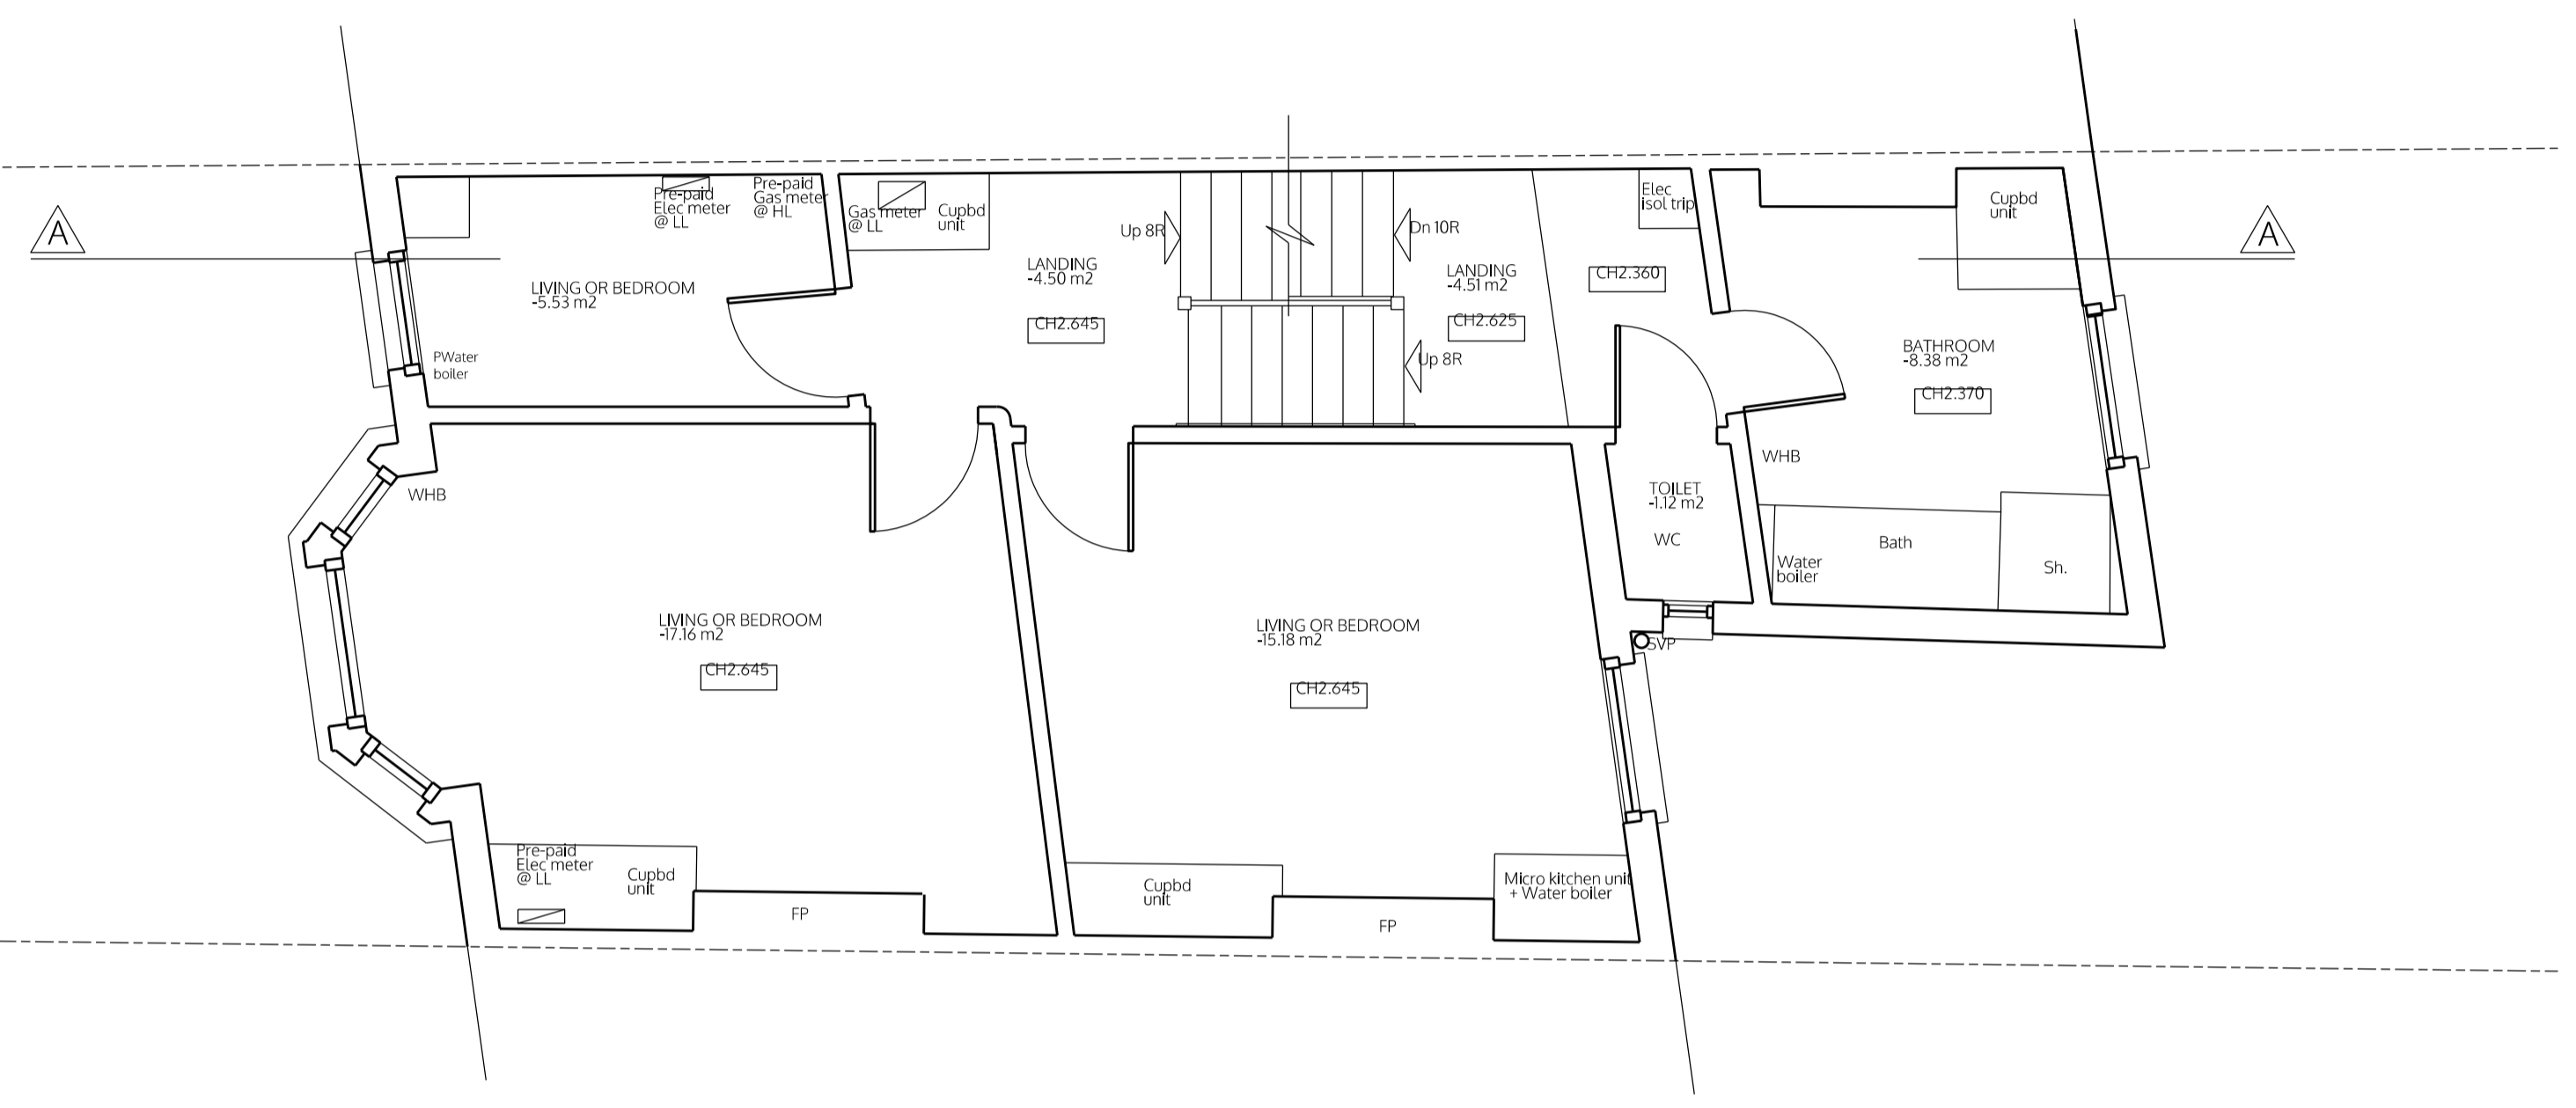 A
Pre-paid
Elec meter
@ LL
Pre-paid
Gas meter
@ HL
LIVING OR BEDROOM
-5.53 m2
PWater
boiler
Gas meter
@ LL
Cupbd
unit
LANDING
-4.50 m2
CH2.645
Up 8R
Dn 10R
Up 8R
LANDING
-4.51 m2
CH2.625
Elec
isol trip
CH2.360
Cupbd
unit
A
BATHROOM
-8.38 m2
CH2.370
WHB
Water
boiler
Bath
Sh.
TOILET
-1.12 m2
WC
SVP
WHB
LIVING OR BEDROOM
-17.16 m2
CH2.645
Pre-paid
Elec meter
@ LL
Cupbd
unit
FP
LIVING OR BEDROOM
-15.18 m2
CH2.645
Cupbd
unit
FP
Micro kitchen unit
+ Water boiler